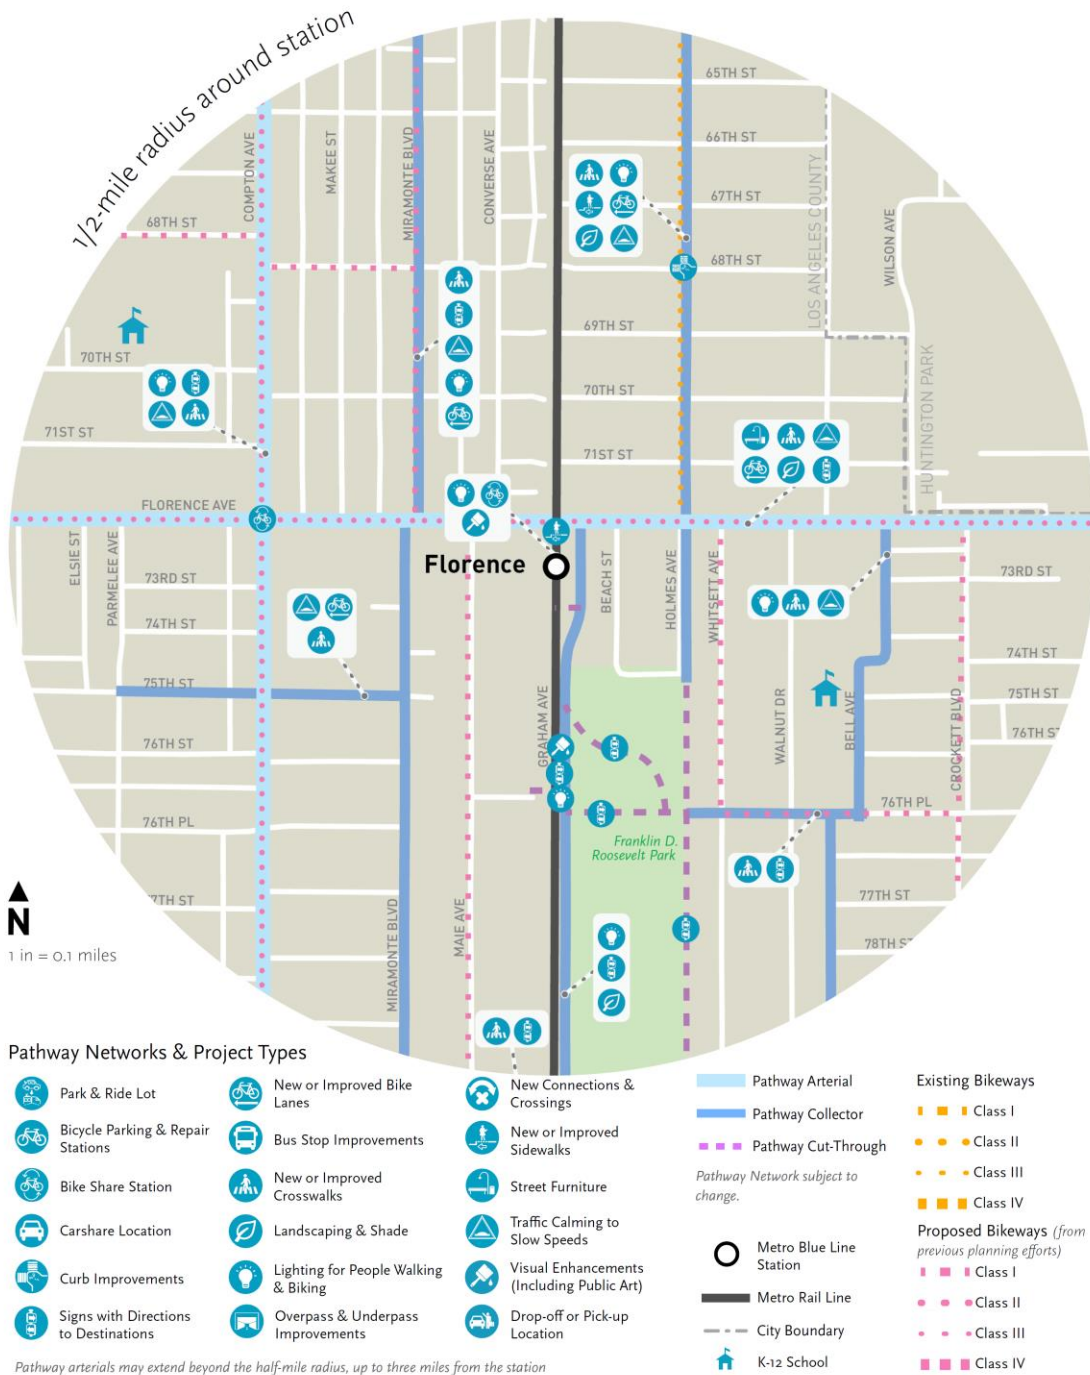 1/2-mile radius around station
65TH ST
66TH ST
67TH ST
68TH ST
69TH ST
70TH ST
71ST ST
COMPTON AVE
MAKEE ST
MIRAMONTE BLVD
CONVERSE AVE
LOS ANGELES COUNTY
WILSON AVE
HUNTINGTON PARK
68TH ST
70TH ST
71ST ST
FLORENCE AVE
Florence
ELSIE ST
PARMELEE AVE
73RD ST
74TH ST
75TH ST
76TH ST
76TH PL
77TH ST
BEACH ST
HOLMES AVE
WHITSETT AVE
73RD ST
74TH ST
75TH ST
76TH ST
GRAHAM AVE
WALNUT DR
BELL AVE
CROCKETT BLVD
76TH PL
Franklin D.
Roosevelt Park
77TH ST
78TH ST
MIRAMONTE BLVD
MAIE AVE
N
1 in = 0.1 miles
Pathway Networks & Project Types
Park & Ride Lot
Bicycle Parking & Repair
Stations
Bike Share Station
Carshare Location
Curb Improvements
Signs with Directions
to Destinations
New or Improved Bike
Lanes
Bus Stop Improvements
New or Improved
Crosswalks
Landscaping & Shade
Lighting for People Walking
& Biking
Overpass & Underpass
Improvements
New Connections &
Crossings
New or Improved
Sidewalks
Street Furniture
Traffic Calming to
Slow Speeds
Visual Enhancements
(Including Public Art)
Drop-off or Pick-up
Location
Pathway Arterial
Pathway Collector
Pathway Cut-Through
Pathway Network subject to
change.
Metro Blue Line
Station
Metro Rail Line
City Boundary
K-12 School
Existing Bikeways
Class I
Class II
Class III
Class IV
Proposed Bikeways (from
previous planning efforts)
Class I
Class II
Class III
Class IV
Pathway arterials may extend beyond the half-mile radius, up to three miles from the station